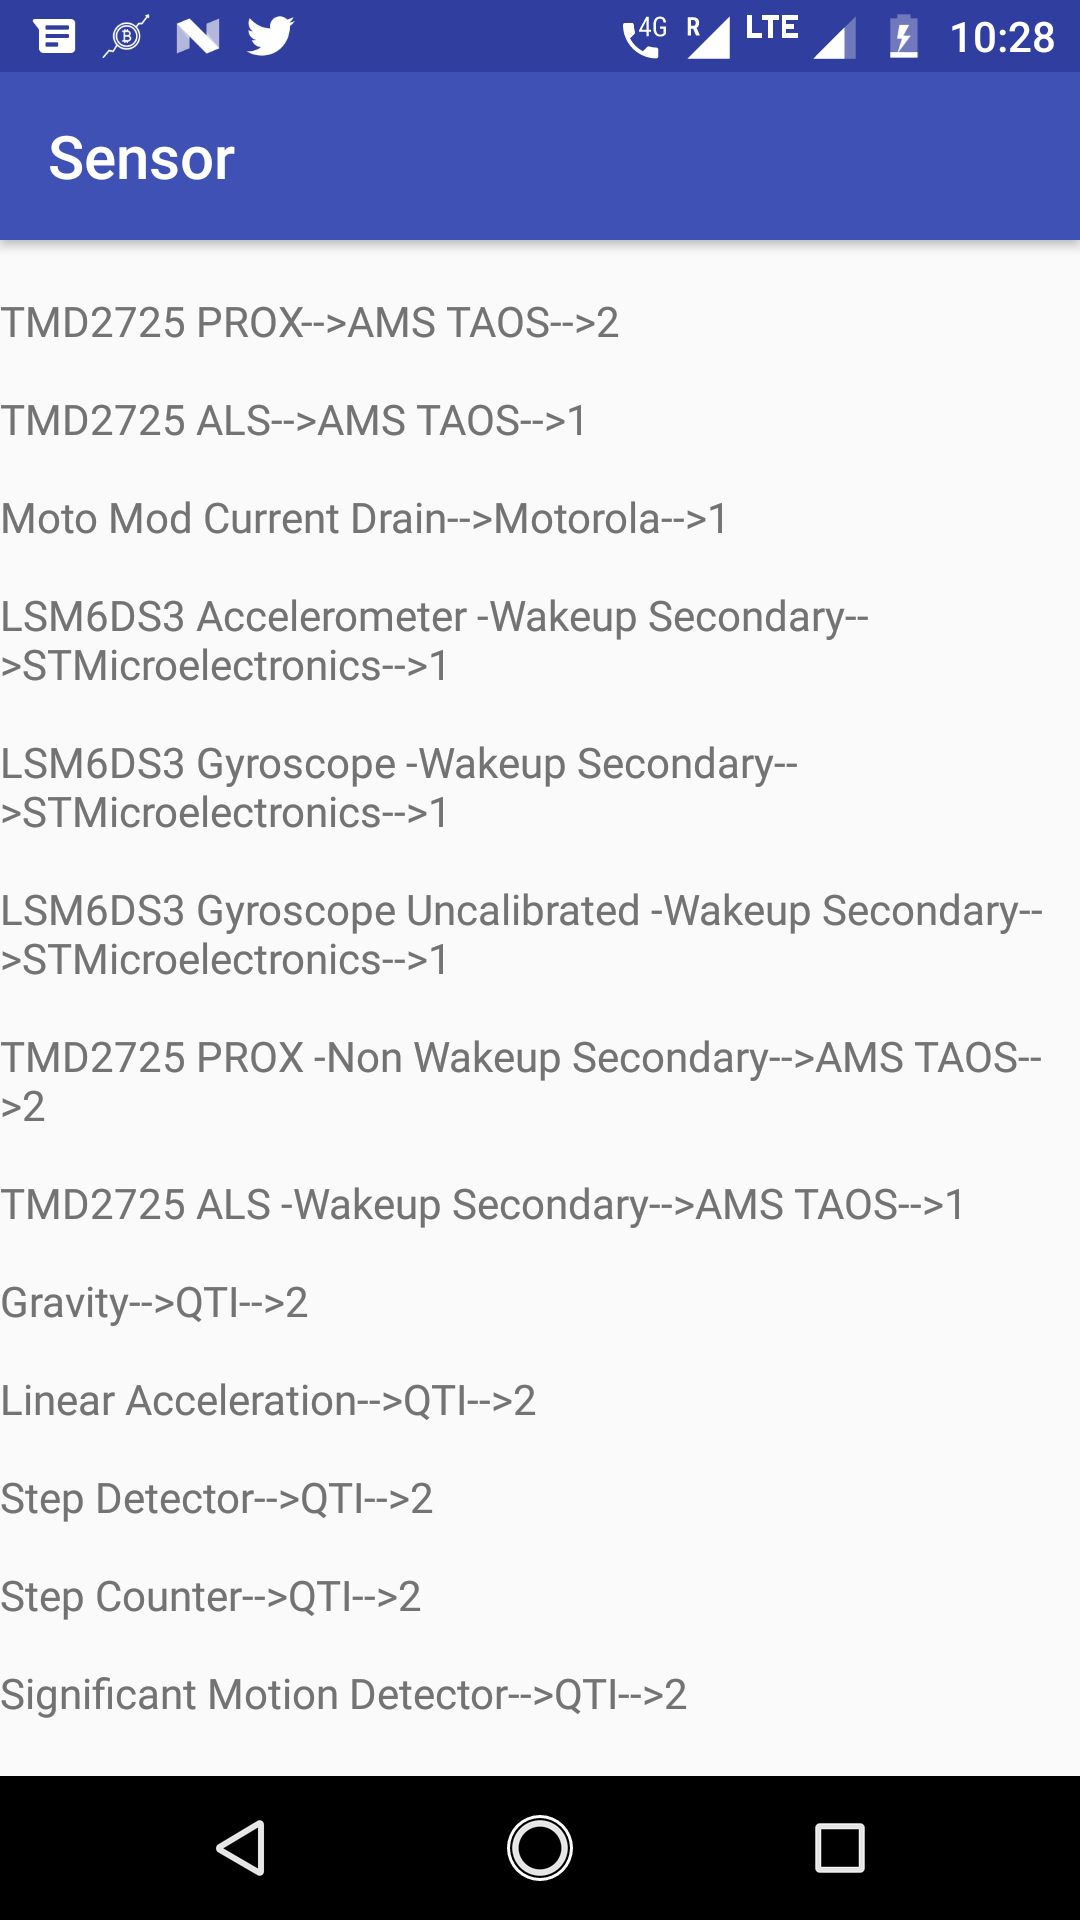 4G R LTE 10:28
Sensor
TMD2725 PROX-->AMS TAOS-->2
TMD2725 ALS-->AMS TAOS-->1
Moto Mod Current Drain-->Motorola-->1
LSM6DS3 Accelerometer -Wakeup Secondary--
>STMicroelectronics-->1
LSM6DS3 Gyroscope -Wakeup Secondary--
>STMicroelectronics-->1
LSM6DS3 Gyroscope Uncalibrated -Wakeup Secondary--
>STMicroelectronics-->1
TMD2725 PROX -Non Wakeup Secondary-->AMS TAOS--
>2
TMD2725 ALS -Wakeup Secondary-->AMS TAOS-->1
Gravity-->QTI-->2
Linear Acceleration-->QTI-->2
Step Detector-->QTI-->2
Step Counter-->QTI-->2
Significant Motion Detector-->QTI-->2